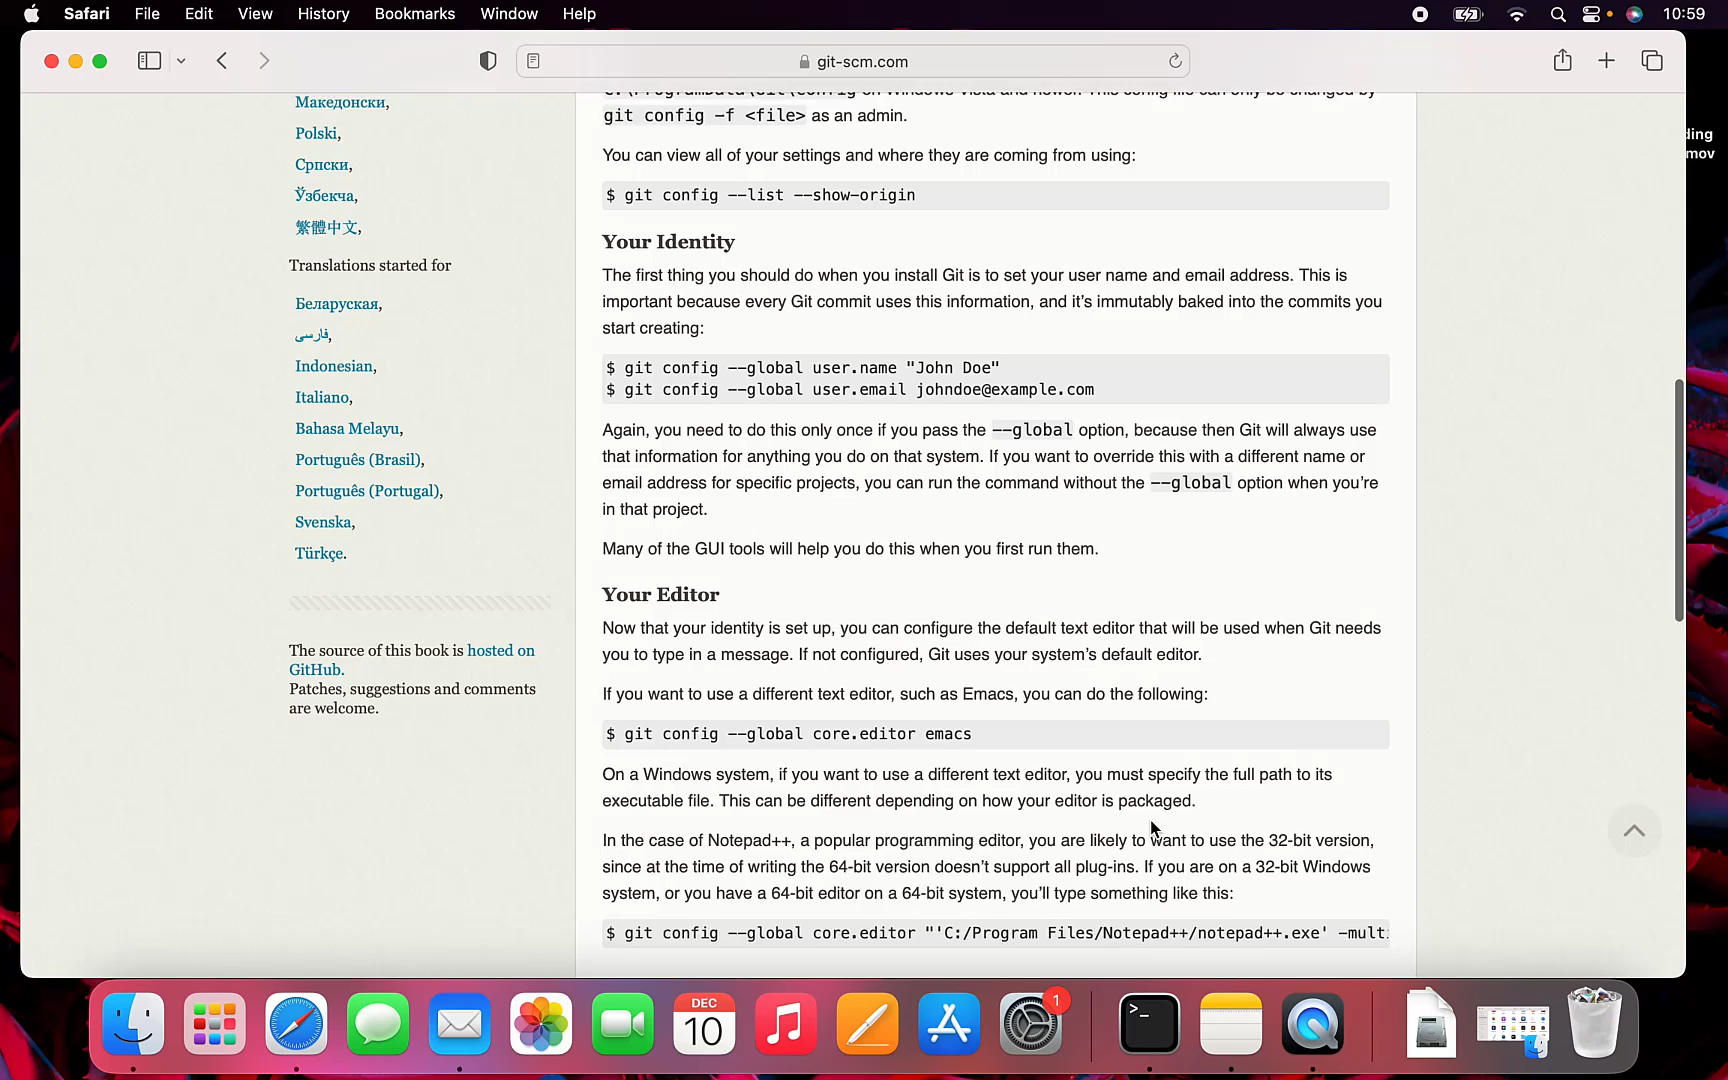 Safari File Edit View History Bookmarks Window Help 10:59
git-scm.com
Македонски,
Polski,
Српски,
Ўзбекча,
繁體中文,
Translations started for
Беларуская,
فارسی,
Indonesian,
Italiano,
Bahasa Melayu,
Português (Brasil),
Português (Portugal),
Svenska,
Türkçe.
The source of this book is hosted on
GitHub.
Patches, suggestions and comments
are welcome.
C:\ProgramData\Git\config on Windows Vista and newer. This config file can only be changed by
git config -f <file> as an admin.
You can view all of your settings and where they are coming from using:
$ git config --list --show-origin
Your Identity
The first thing you should do when you install Git is to set your user name and email address. This is
important because every Git commit uses this information, and it’s immutably baked into the commits you
start creating:
$ git config --global user.name "John Doe"
$ git config --global user.email johndoe@example.com
Again, you need to do this only once if you pass the --global option, because then Git will always use
that information for anything you do on that system. If you want to override this with a different name or
email address for specific projects, you can run the command without the --global option when you’re
in that project.
Many of the GUI tools will help you do this when you first run them.
Your Editor
Now that your identity is set up, you can configure the default text editor that will be used when Git needs
you to type in a message. If not configured, Git uses your system’s default editor.
If you want to use a different text editor, such as Emacs, you can do the following:
$ git config --global core.editor emacs
On a Windows system, if you want to use a different text editor, you must specify the full path to its
executable file. This can be different depending on how your editor is packaged.
In the case of Notepad++, a popular programming editor, you are likely to want to use the 32-bit version,
since at the time of writing the 64-bit version doesn’t support all plug-ins. If you are on a 32-bit Windows
system, or you have a 64-bit editor on a 64-bit system, you’ll type something like this:
$ git config --global core.editor "'C:/Program Files/Notepad++/notepad++.exe' -multi
ding
mov
DEC
10
1
>_